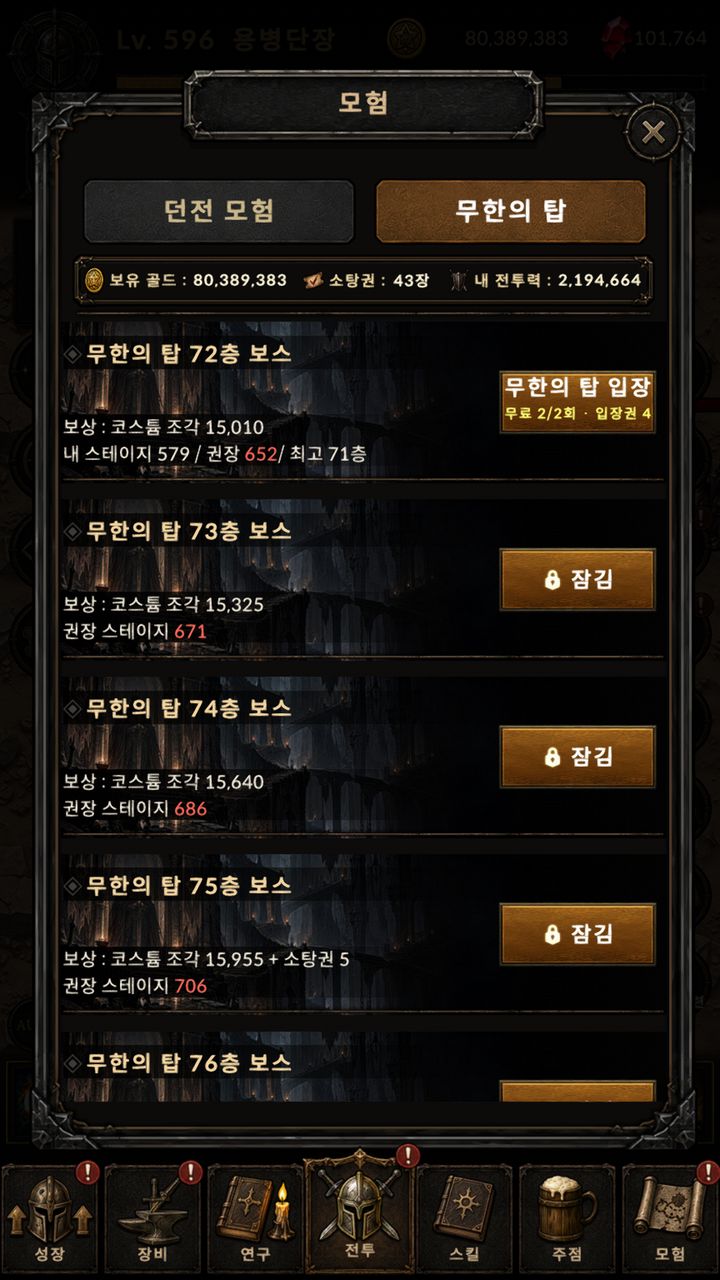 Lv. 596 용병단장 80,389,383 101,764
모험
던전 모험 무한의 탑
보유 골드 : 80,389,383 소탕권 : 43장 내 전투력 : 2,194,664
무한의 탑 72층 보스
무한의 탑 입장
무료 2/2회 · 입장권 4
보상 : 코스튬 조각 15,010
내 스테이지 579 / 권장 652/ 최고 71층
무한의 탑 73층 보스
잠김
보상 : 코스튬 조각 15,325
권장 스테이지 671
무한의 탑 74층 보스
잠김
보상 : 코스튬 조각 15,640
권장 스테이지 686
무한의 탑 75층 보스
잠김
보상 : 코스튬 조각 15,955 + 소탕권 5
권장 스테이지 706
무한의 탑 76층 보스
성장 장비 연구 전투 스킬 주점 모험